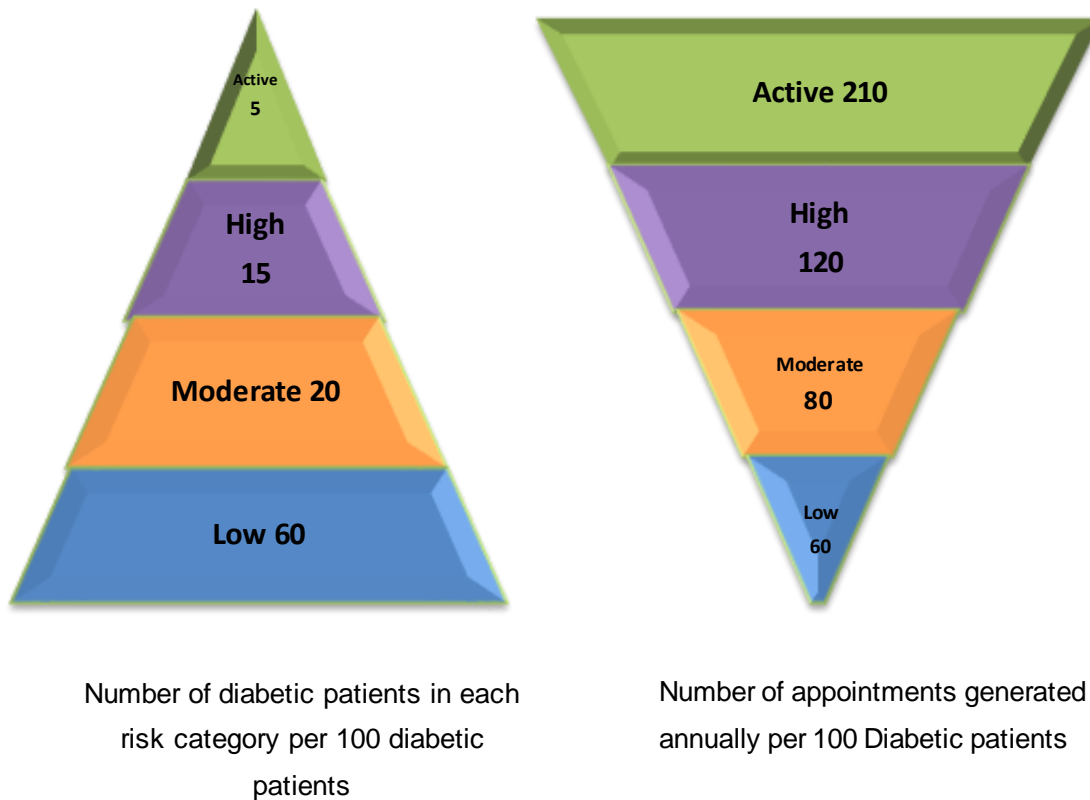 Active
5
High
15
Moderate 20
Low 60
Active 210
High
120
Moderate
80
Low
60
Number of diabetic patients in each
risk category per 100 diabetic
patients
Number of appointments generated
annually per 100 Diabetic patients